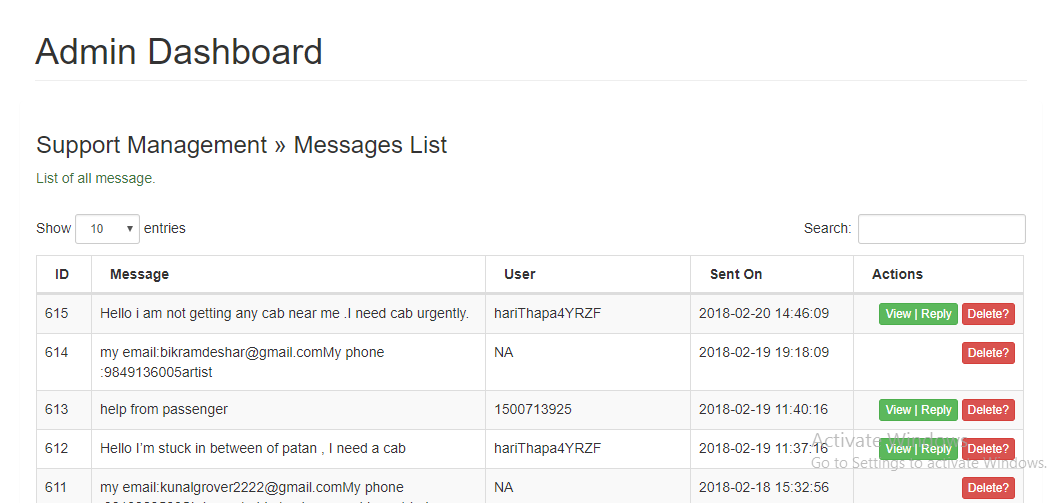 Admin Dashboard
Support Management » Messages List
List of all message.
Show 10 entries
Search:
ID Message User Sent On Actions
615 Hello i am not getting any cab near me .I need cab urgently. hariThapa4YRZF 2018-02-20 14:46:09 View | Reply Delete?
614 my email:bikramdeshar@gmail.comMy phone NA 2018-02-19 19:18:09 Delete?
:9849136005artist
613 help from passenger 1500713925 2018-02-19 11:40:16 View | Reply Delete?
612 Hello I'm stuck in between of patan , I need a cab hariThapa4YRZF 2018-02-19 11:37:16 View | Reply Delete?
Activate Windows
Go to Settings to activate Windows.
611 my email:kunalgrover2222@gmail.comMy phone NA 2018-02-18 15:32:56 Delete?